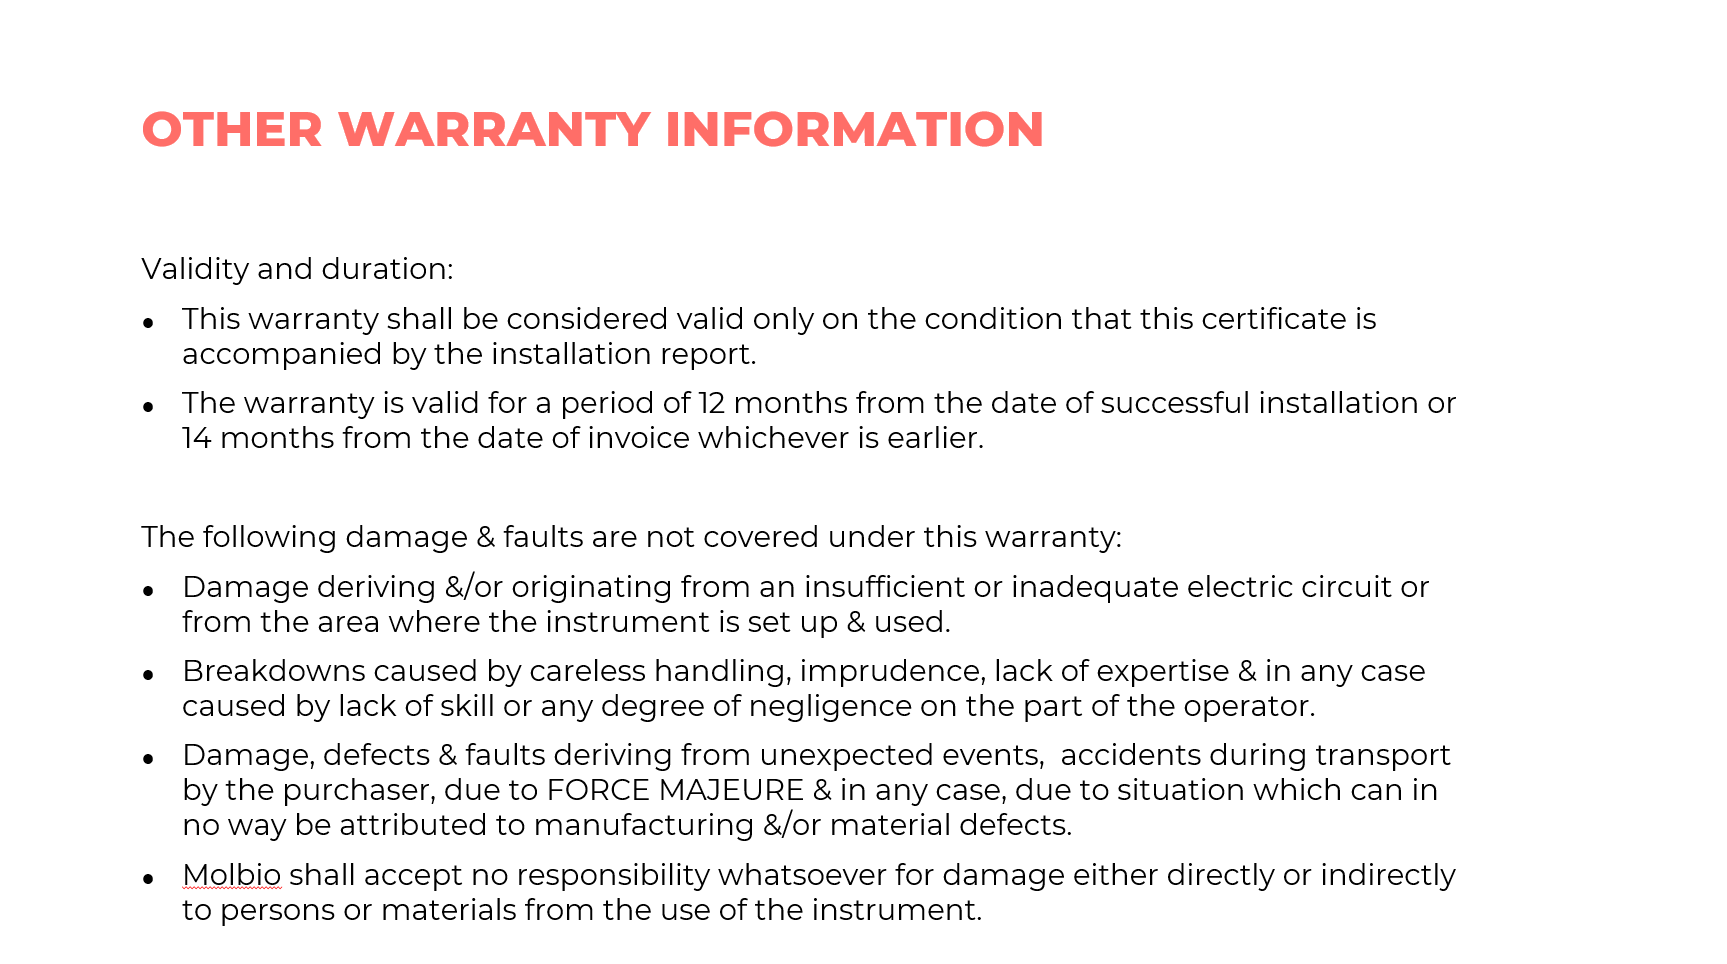 OTHER WARRANTY INFORMATION
Validity and duration:
• This warranty shall be considered valid only on the condition that this certificate is
accompanied by the installation report.
• The warranty is valid for a period of 12 months from the date of successful installation or
14 months from the date of invoice whichever is earlier.
The following damage & faults are not covered under this warranty:
• Damage deriving &/or originating from an insufficient or inadequate electric circuit or
from the area where the instrument is set up & used.
• Breakdowns caused by careless handling, imprudence, lack of expertise & in any case
caused by lack of skill or any degree of negligence on the part of the operator.
• Damage, defects & faults deriving from unexpected events,  accidents during transport
by the purchaser, due to FORCE MAJEURE & in any case, due to situation which can in
no way be attributed to manufacturing &/or material defects.
• Molbio shall accept no responsibility whatsoever for damage either directly or indirectly
to persons or materials from the use of the instrument.